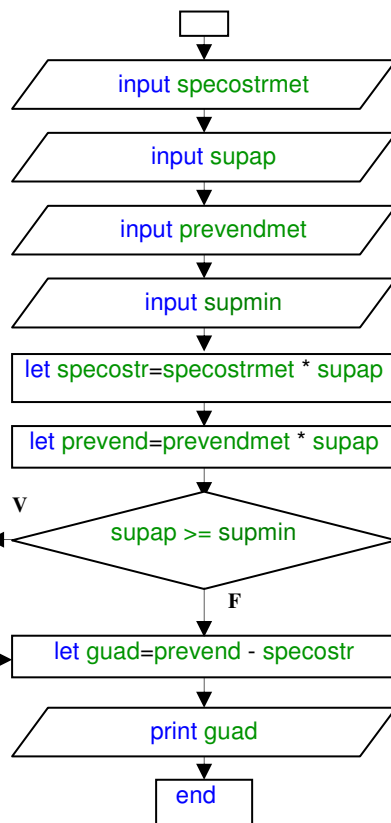 input specostrmet
input supap
input prevendmet
input supmin
let specostr=specostrmet * supap
let prevend=prevendmet * supap
V
supap >= supmin
F
let guad=prevend - specostr
print guad
end